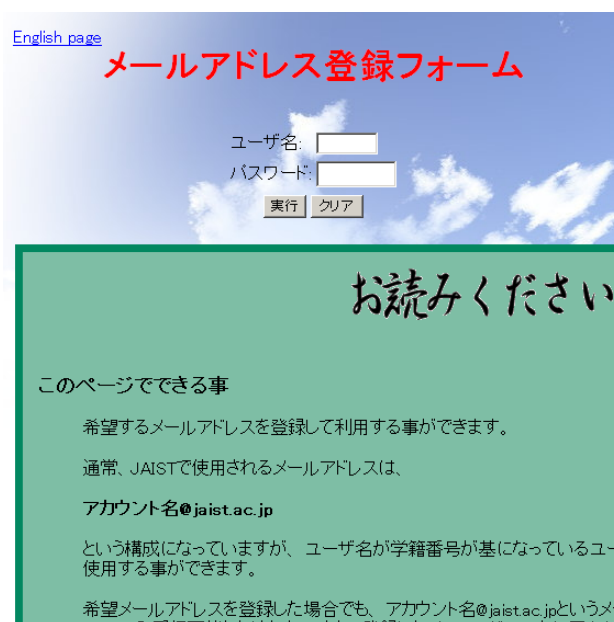 English page
メールアドレス登録フォーム
ユーザ名:
パスワード:
実行 クリア
お読みください
このページでできる事
希望するメールアドレスを登録して利用する事ができます。
通常、JAISTで使用されるメールアドレスは、
アカウント名@jaist.ac.jp
という構成になっていますが、ユーザ名が学籍番号が基になっているユー
使用する事ができます。
希望メールアドレスを登録した場合でも、アカウント名@jaist.ac.jpというメ